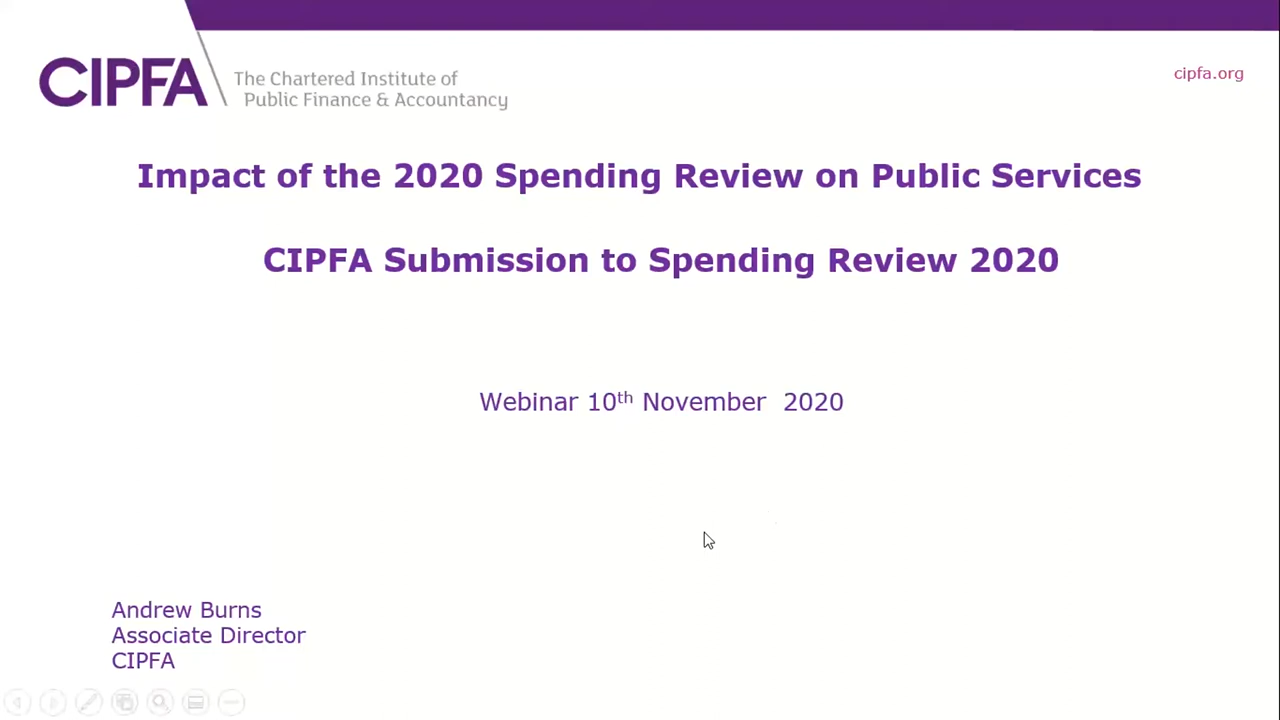 cipfa.org
CIPFA
The Chartered Institute of
Public Finance & Accountancy
Impact of the 2020 Spending Review on Public Services
CIPFA Submission to Spending Review 2020
Webinar 10th November 2020
Andrew Burns
Associate Director
CIPFA